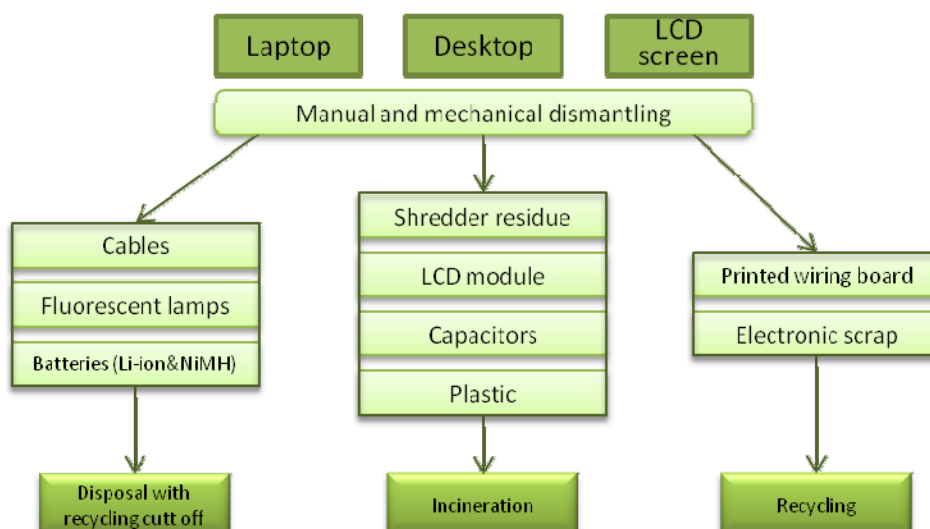 Laptop
Desktop
LCD
screen
Manual and mechanical dismantling
Cables
Fluorescent lamps
Batteries (Li-ion&NiMH)
Shredder residue
LCD module
Capacitors
Plastic
Printed wiring board
Electronic scrap
Disposal with
recycling cutt off
Incineration
Recycling